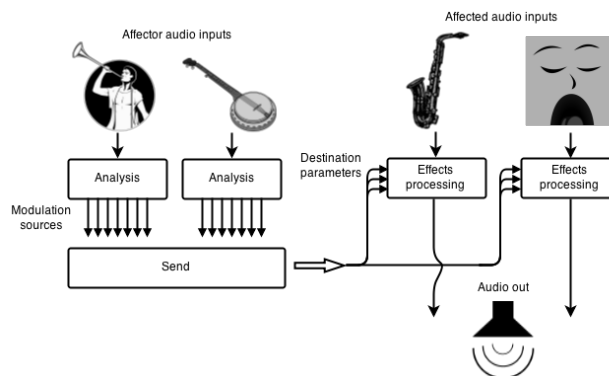 Affector audio inputs
Affected audio inputs
Analysis
Analysis
Destination
parameters
Effects
processing
Effects
processing
Modulation
sources
Send
Audio out